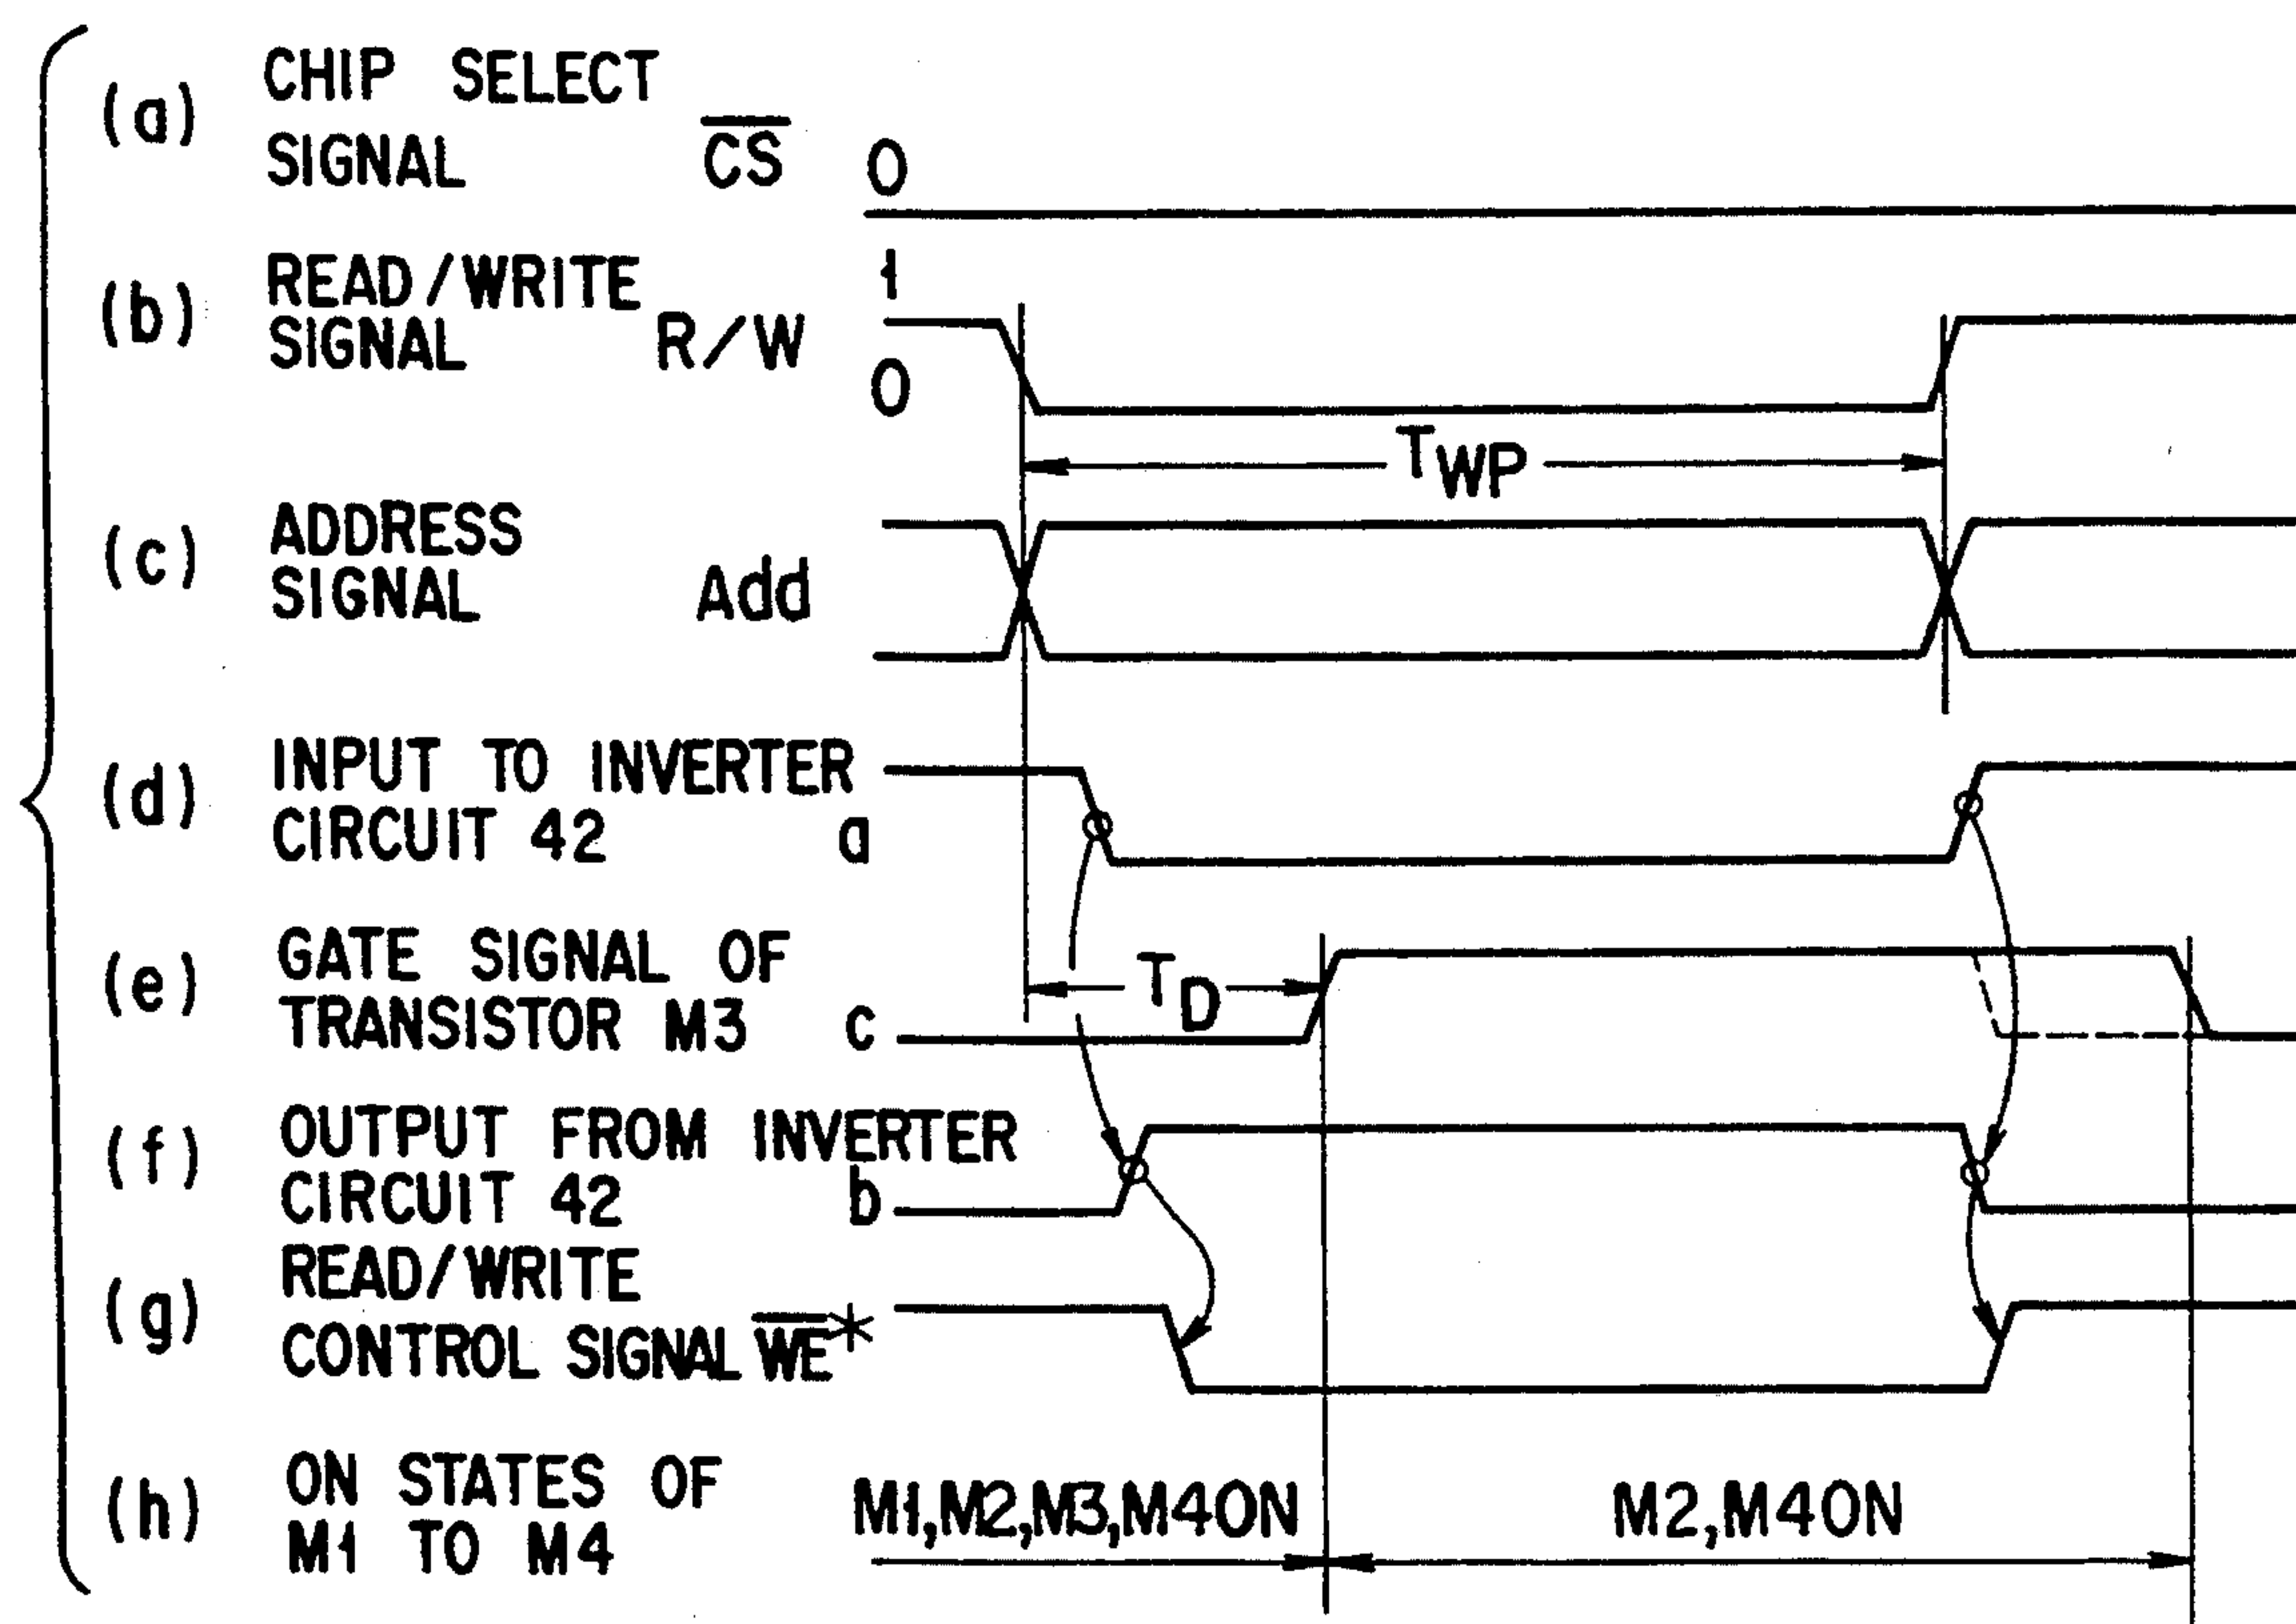 (a) CHIP SELECT
SIGNAL C̅S̅ 0
(b) READ/WRITE 1
SIGNAL R/W
0
TWP
(c) ADDRESS
SIGNAL Add
(d) INPUT TO INVERTER
CIRCUIT 42 a
(e) GATE SIGNAL OF
TRANSISTOR M3 c
TD
(f) OUTPUT FROM INVERTER
CIRCUIT 42 b
(g) READ/WRITE
CONTROL SIGNAL W̅E̅*
(h) ON STATES OF
M1 TO M4
M1,M2,M3,M4ON
M2,M4ON